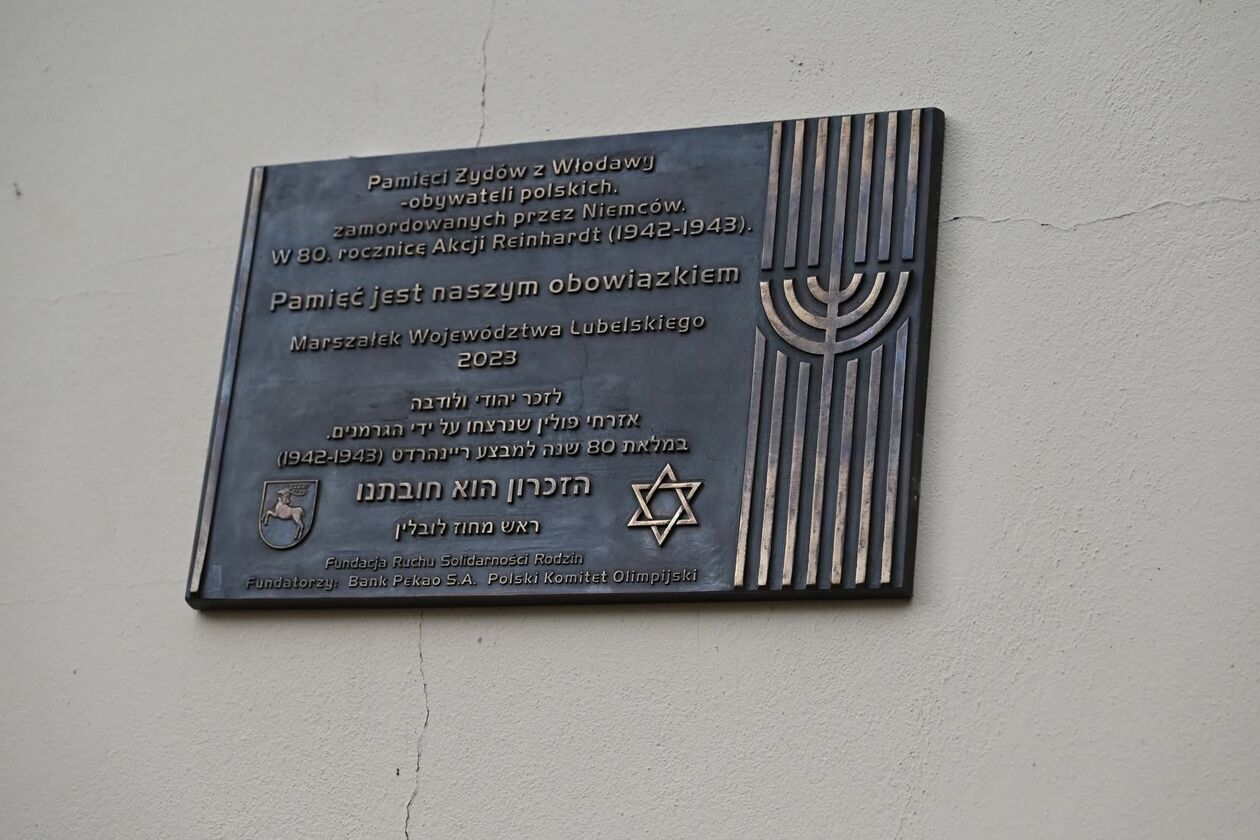 Pamięci Żydów z Włodawy
-obywateli polskich.
zamordowanych przez Niemców.
W 80. rocznicę Akcji Reinhardt (1942-1943).
Pamięć jest naszym obowiązkiem
Marszałek Województwa Lubelskiego
2023
לזכר יהודי ולודבה
אזרחי פולין שנרצחו על ידי הגרמנים.
במלאת 80 שנה למבצע ריינהרדט (1942-1943)
הזכרון הוא חובתנו
ראש מחוז לובלין
Fundacja Ruchu Solidarności Rodzin
Fundatorzy: Bank Pekao S.A. Polski Komitet Olimpijski